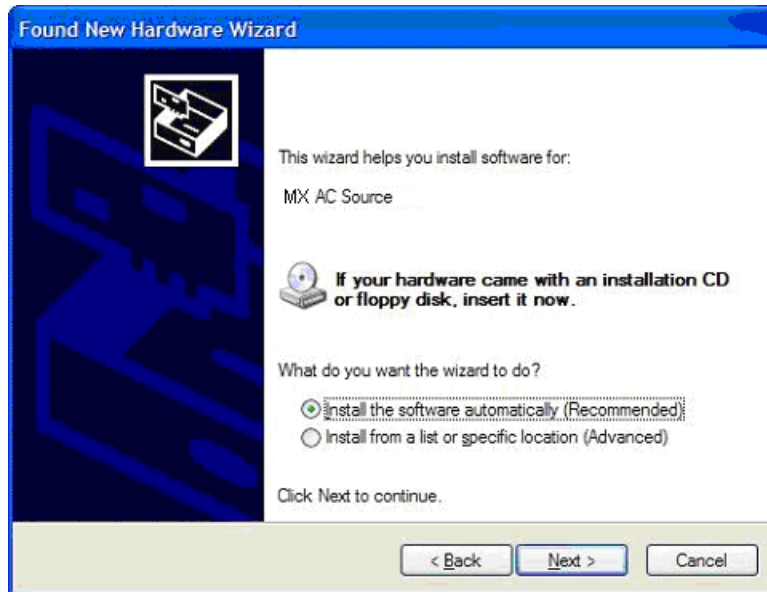 Found New Hardware Wizard
This wizard helps you install software for:
MX AC Source
If your hardware came with an installation CD
or floppy disk, insert it now.
What do you want the wizard to do?
Install the software automatically (Recommended)
Install from a list or specific location (Advanced)
Click Next to continue.
< Back Next > Cancel